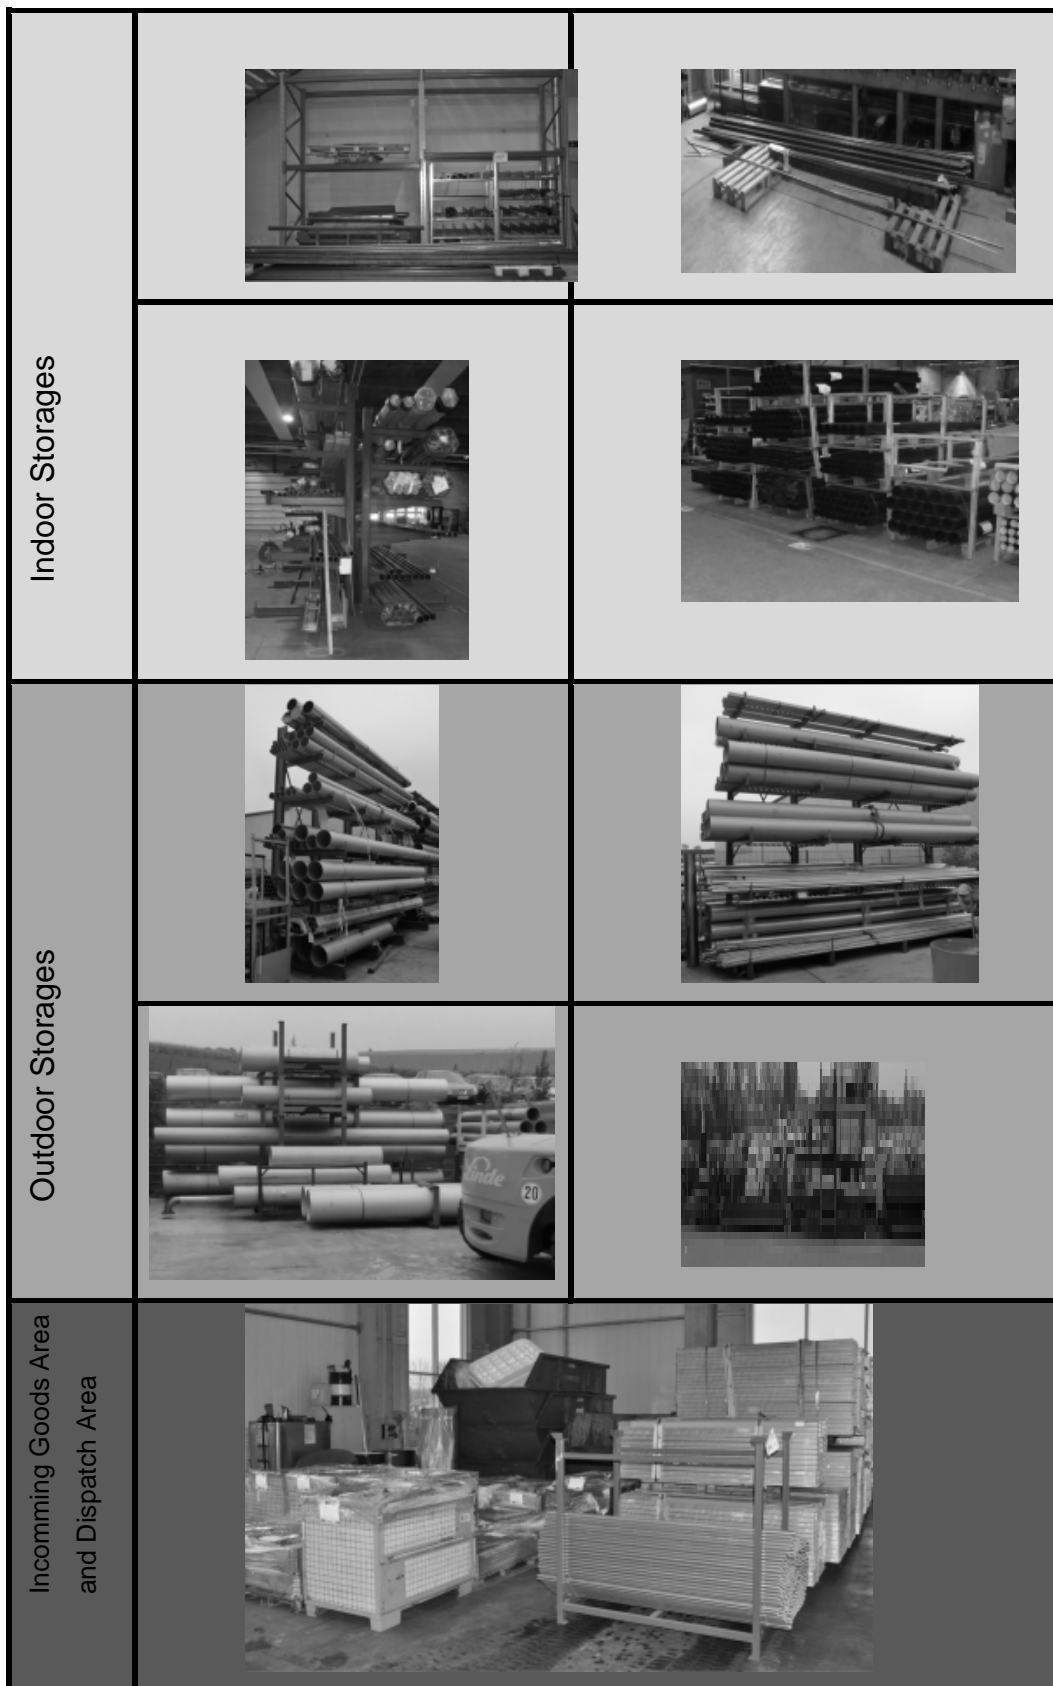 Indoor Storages
Outdoor Storages
Linde
20
Incomming Goods Area
and Dispatch Area